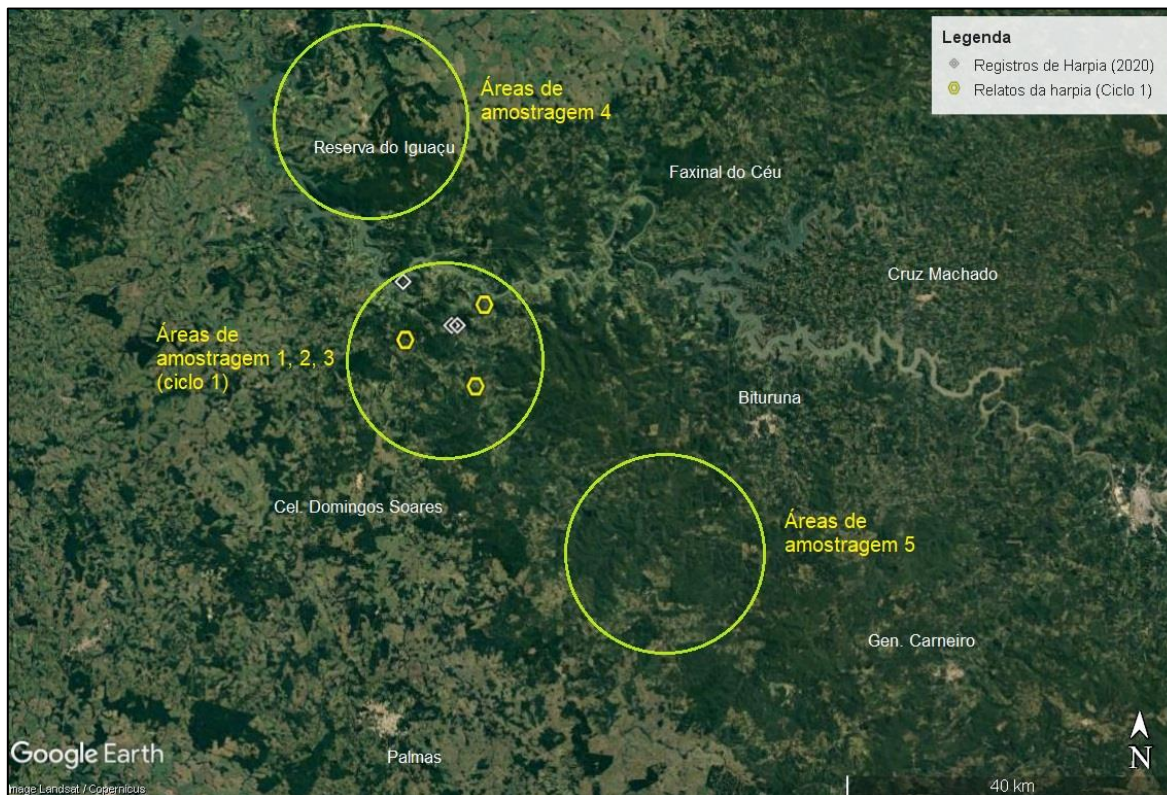 Legenda
Registros de Harpia (2020)
Relatos da harpia (Ciclo 1)
Áreas de
amostragem 4
Reserva do Iguaçu
Faxinal do Céu
Cruz Machado
Áreas de
amostragem 1, 2, 3
(ciclo 1)
Bituruna
Cel. Domingos Soares
Áreas de
amostragem 5
Gen. Carneiro
Palmas
Google Earth
Image Landsat / Copernicus
N
40 km